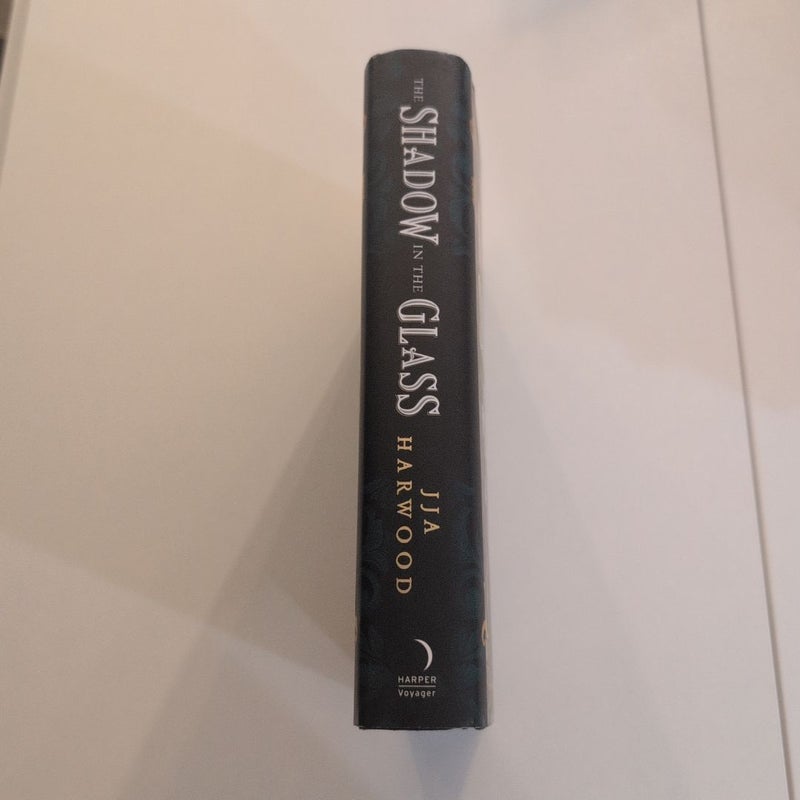 THE SHADOW IN THE GLASS
JJA
HARWOOD
HARPER
Voyager